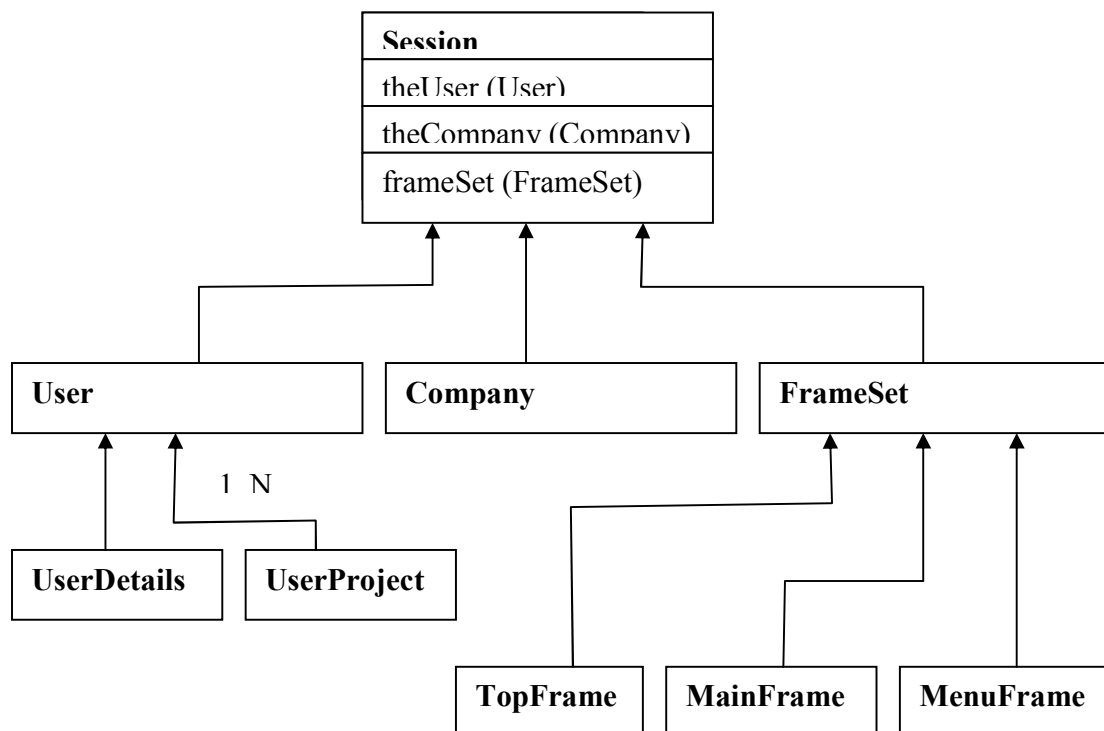 Session
theUser (User)
theCompany (Company)
frameSet (FrameSet)
User
Company
FrameSet
1 N
UserDetails
UserProject
TopFrame
MainFrame
MenuFrame